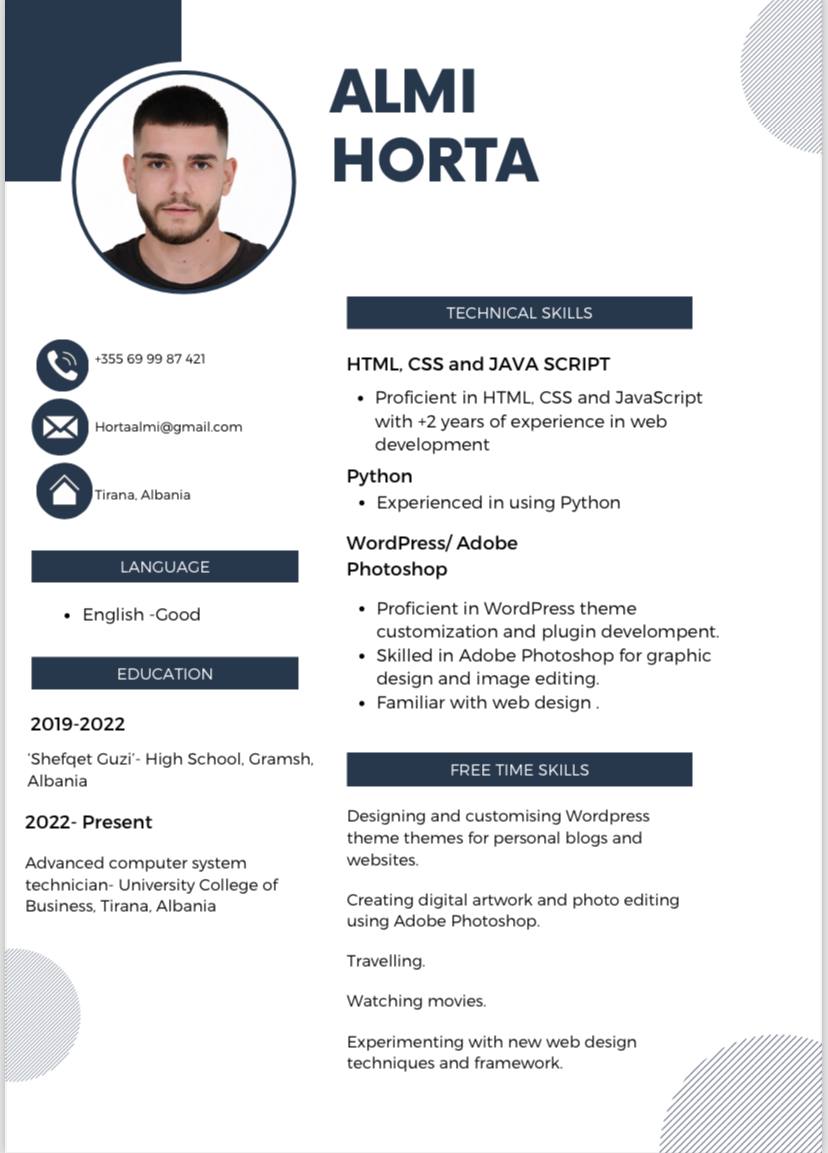 ALMI
HORTA
+355 69 99 87 421
Hortaalmi@gmail.com
Tirana, Albania
LANGUAGE
• English -Good
EDUCATION
2019-2022
‘Shefqet Guzi’- High School, Gramsh,
Albania
2022- Present
Advanced computer system
technician- University College of
Business, Tirana, Albania
TECHNICAL SKILLS
HTML, CSS and JAVA SCRIPT
• Proficient in HTML, CSS and JavaScript
with +2 years of experience in web
development
Python
• Experienced in using Python
WordPress/ Adobe
Photoshop
• Proficient in WordPress theme
customization and plugin develompent.
• Skilled in Adobe Photoshop for graphic
design and image editing.
• Familiar with web design .
FREE TIME SKILLS
Designing and customising Wordpress
theme themes for personal blogs and
websites.
Creating digital artwork and photo editing
using Adobe Photoshop.
Travelling.
Watching movies.
Experimenting with new web design
techniques and framework.